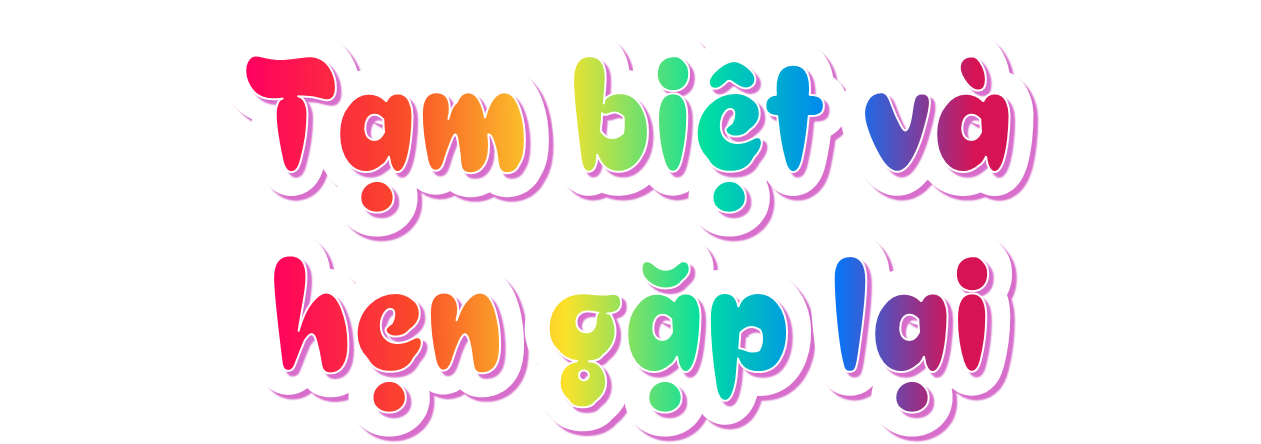 Tạm biệt và
hẹn gặp lại